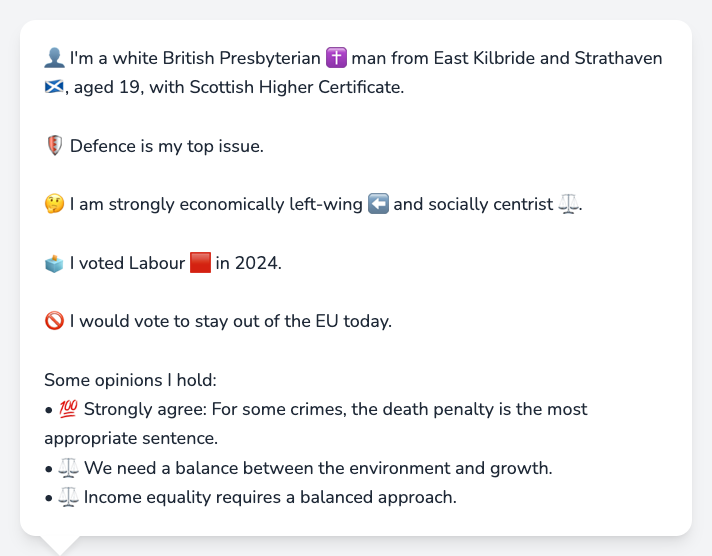 👤 I'm a white British Presbyterian ✝️ man from East Kilbride and Strathaven
🏴󠁧󠁢󠁳󠁣󠁴󠁿, aged 19, with Scottish Higher Certificate.
🛡️ Defence is my top issue.
🤔 I am strongly economically left-wing ⬅️ and socially centrist ⚖️.
🗳️ I voted Labour 🟥 in 2024.
🚫 I would vote to stay out of the EU today.
Some opinions I hold:
• 💯 Strongly agree: For some crimes, the death penalty is the most
appropriate sentence.
• ⚖️ We need a balance between the environment and growth.
• ⚖️ Income equality requires a balanced approach.